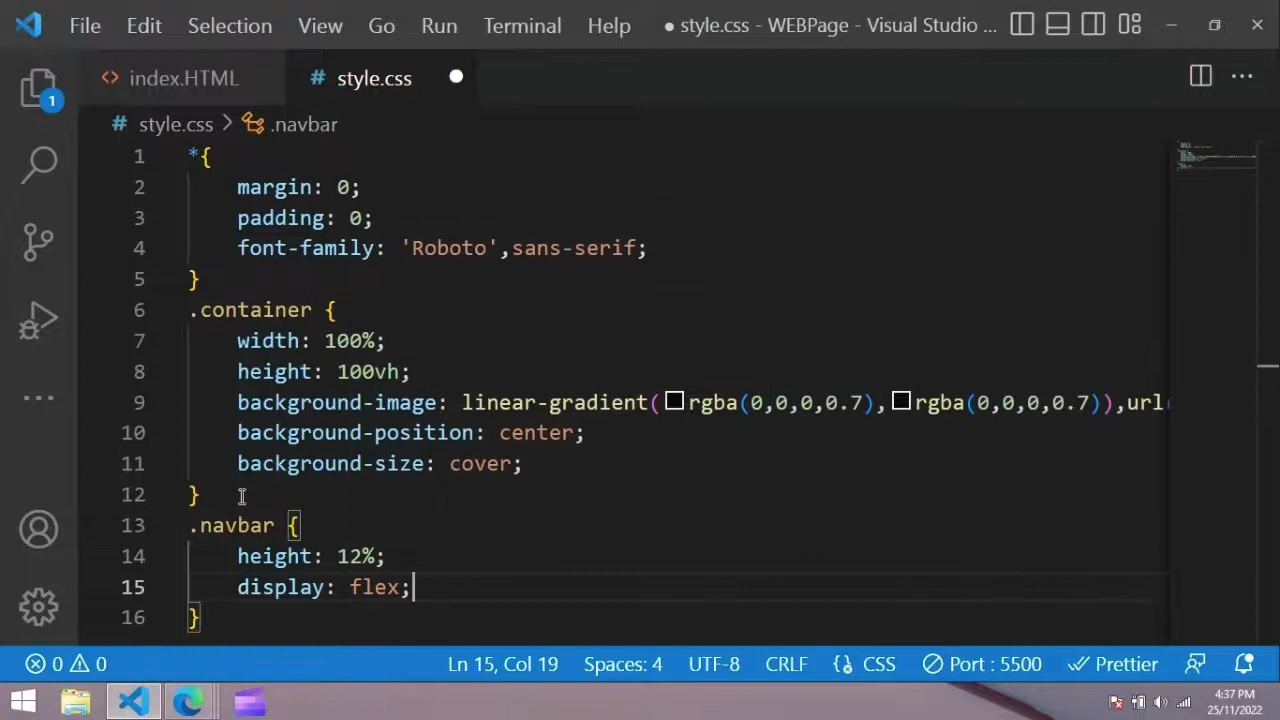 File Edit Selection View Go Run Terminal Help ● style.css - WEBPage - Visual Studio ...
<> index.HTML # style.css ●
# style.css > .navbar
1 *{
2 margin: 0;
3 padding: 0;
4 font-family: 'Roboto',sans-serif;
5 }
6 .container {
7 width: 100%;
8 height: 100vh;
9 background-image: linear-gradient(rgba(0,0,0,0.7),rgba(0,0,0,0.7)),url(
10 background-position: center;
11 background-size: cover;
12 }
13 .navbar {
14 height: 12%;
15 display: flex;
16 }
1
0 0 Ln 15, Col 19 Spaces: 4 UTF-8 CRLF {} CSS Port : 5500 Prettier
4:37 PM
25/11/2022